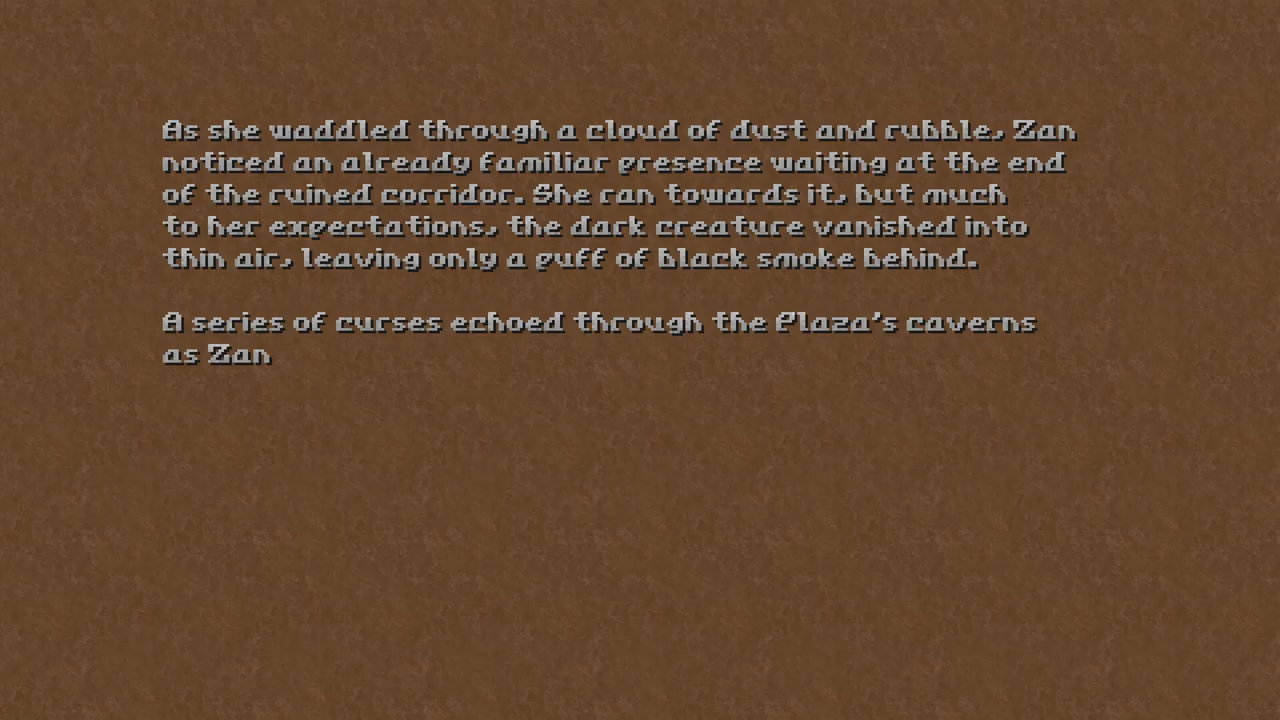 As she waddled through a cloud of dust and rubble, Zan
noticed an already familiar presence waiting at the end
of the ruined corridor. She ran towards it, but much
to her expectations, the dark creature vanished into
thin air, leaving only a puff of black smoke behind.
A series of curses echoed through the Plaza's caverns
as Zan